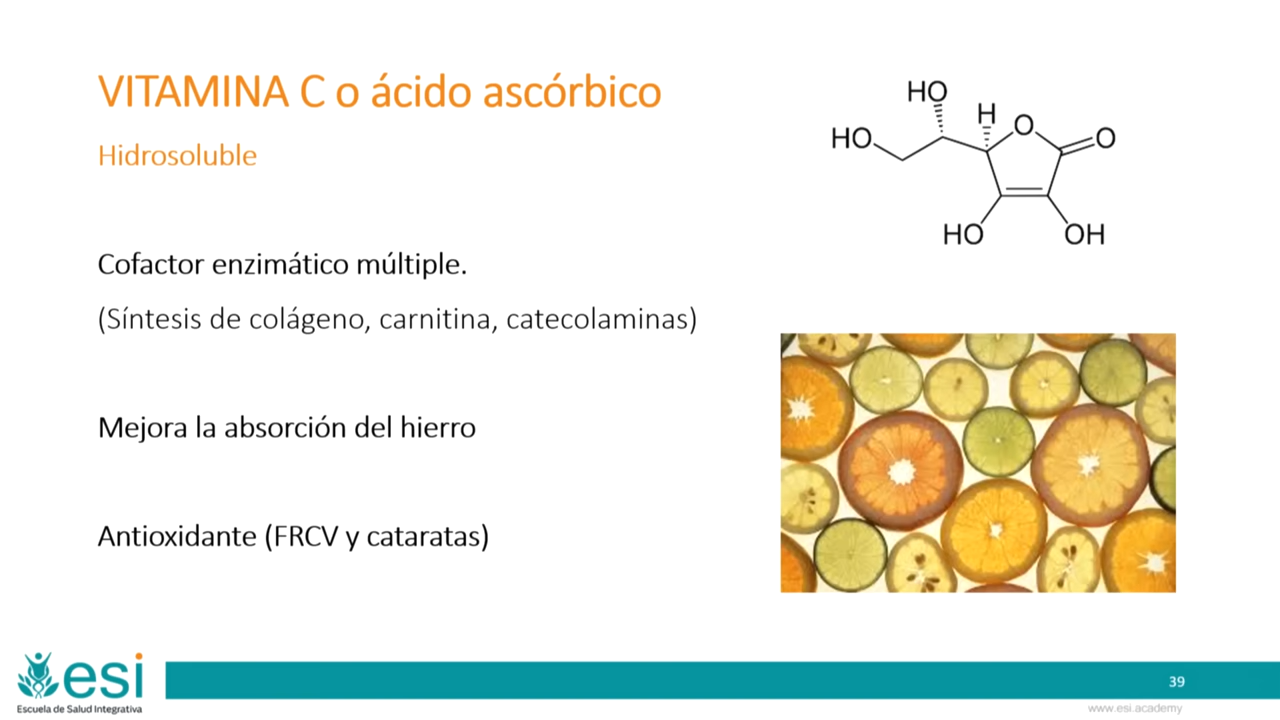 VITAMINA C o ácido ascórbico
Hidrosoluble
HO
H
O
HO
O
HO
OH
Cofactor enzimático múltiple.
(Síntesis de colágeno, carnitina, catecolaminas)
Mejora la absorción del hierro
Antioxidante (FRCV y cataratas)
esi
Escuela de Salud Integrativa
39
www.esi.academy